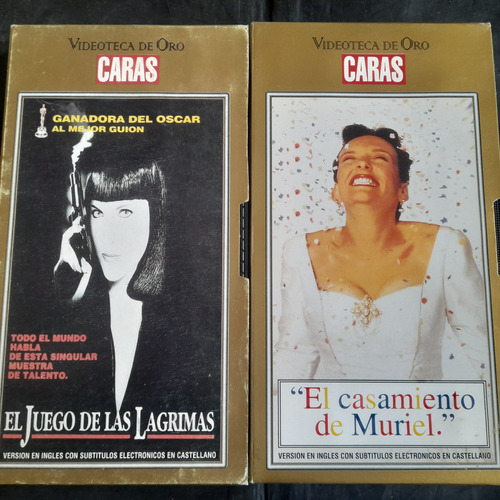 VIDEOTECA DE ORO
CARAS
GANADORA DEL OSCAR
AL MEJOR GUION
TODO EL MUNDO
HABLA
DE ESTA SINGULAR
MUESTRA
DE TALENTO.
EL JUEGO DE LAS LAGRIMAS
VERSION EN INGLES CON SUBTITULOS ELECTRONICOS EN CASTELLANO
VIDEOTECA DE ORO
CARAS
"El casamiento
de Muriel."
VERSION EN INGLES CON SUBTITULOS ELECTRONICOS EN CASTELLANO